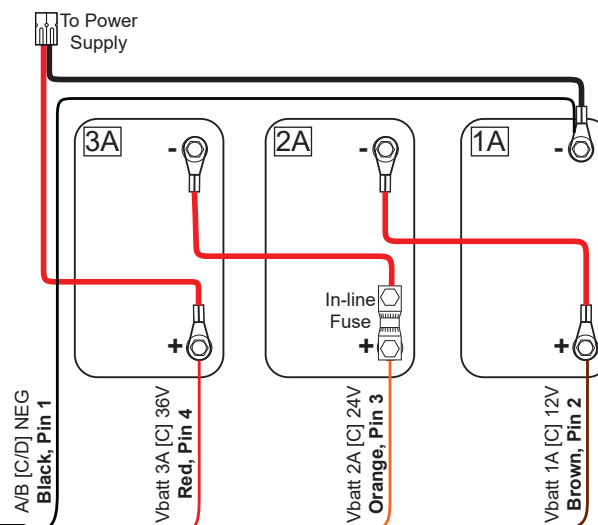 To Power
Supply
3A
-
2A
-
1A
-
In-line
Fuse
+
+
+
A/B [C/D] NEG
Black, Pin 1
Vbatt 3A [C] 36V
Red, Pin 4
Vbatt 2A [C] 24V
Orange, Pin 3
Vbatt 1A [C] 12V
Brown, Pin 2